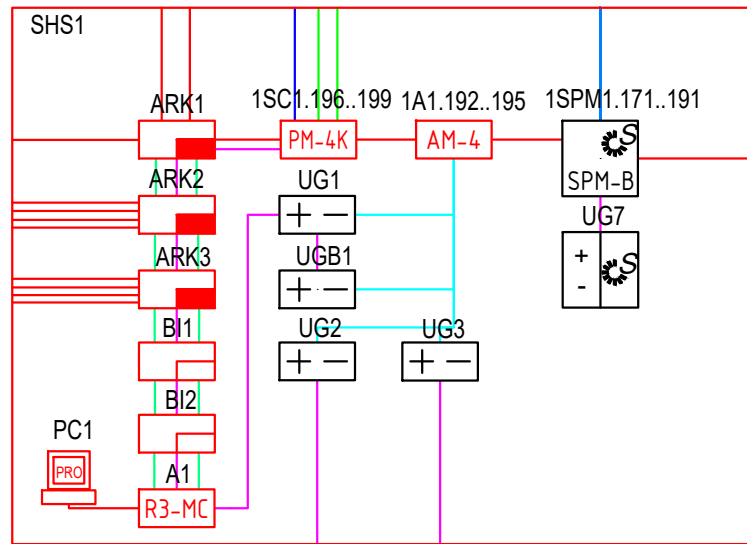 SHS1
ARK1
1SC1.196..199
1A1.192..195
1SPM1.171..191
PM-4K
AM-4
S
SPM-B
ARK2
UG1
+ −
UG7
+
-
S
ARK3
UGB1
+ −
BI1
UG2
+ −
UG3
+ −
BI2
PC1
PRO
A1
R3-MC